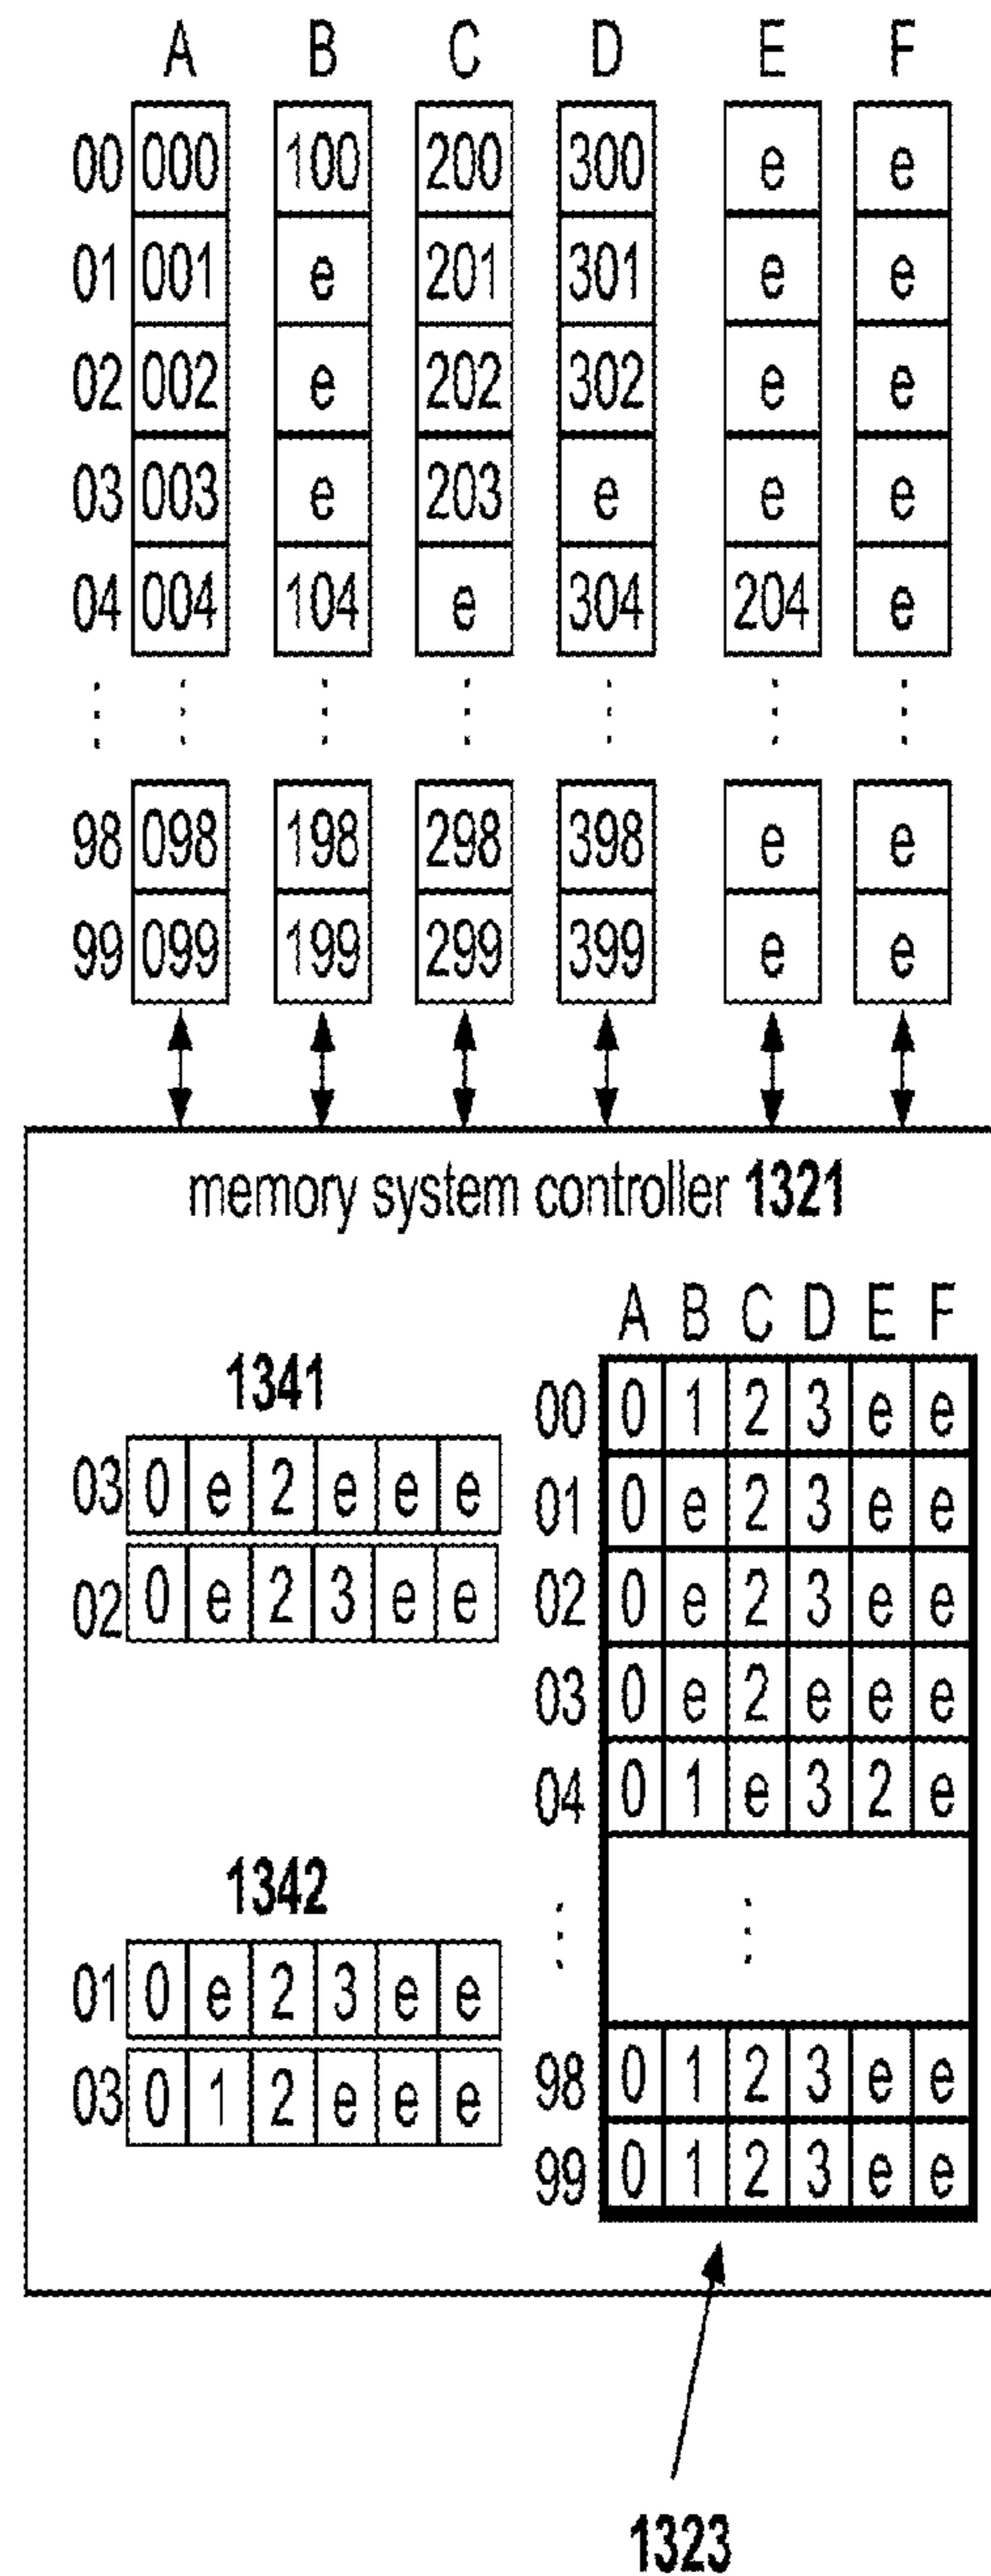 A B C D E F
00 000 100 200 300 e e
01 001 e 201 301 e e
02 002 e 202 302 e e
03 003 e 203 e e e
04 004 104 e 304 204 e
98 098 198 298 398 e e
99 099 199 299 399 e e
memory system controller 1321
A B C D E F
1341
00 0 1 2 3 e e
03 0 e 2 e e e
01 0 e 2 3 e e
02 0 e 2 3 e e
02 0 e 2 3 e e
03 0 e 2 e e e
04 0 1 e 3 2 e
1342
01 0 e 2 3 e e
98 0 1 2 3 e e
03 0 1 2 e e e
99 0 1 2 3 e e
1323